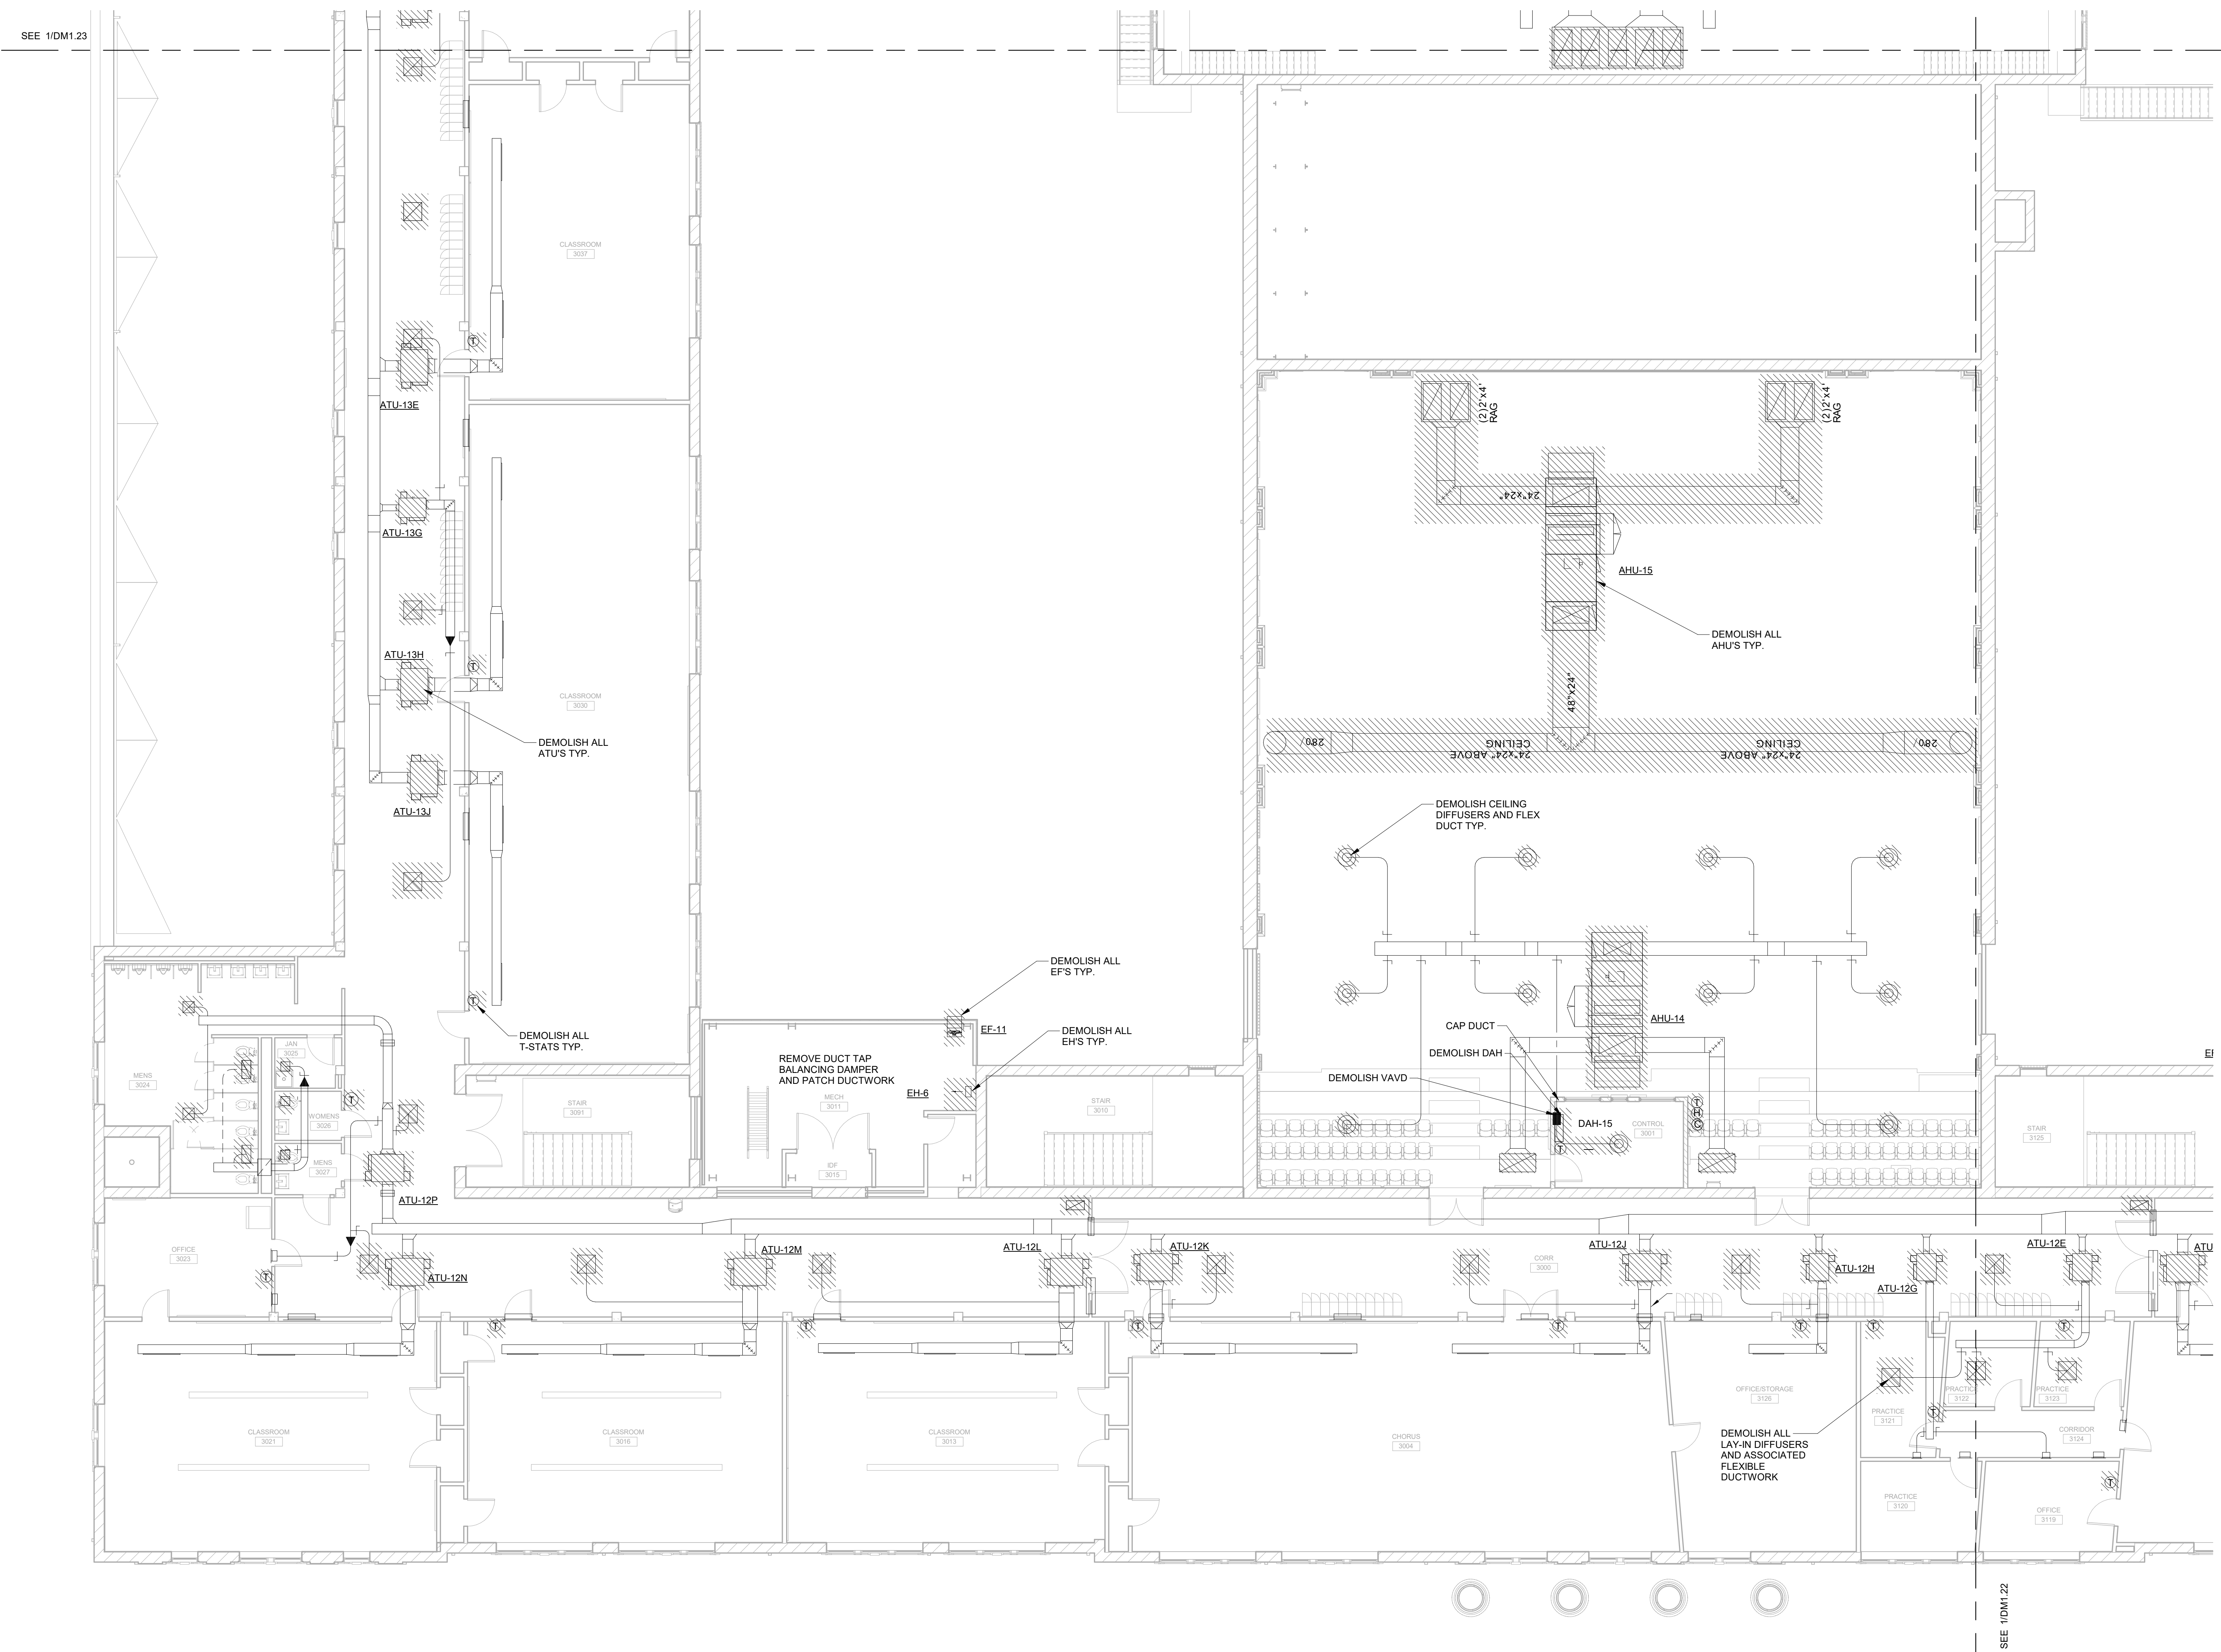 SEE 1/DM1.23
CLASSROOM
3037
ATU-13E
(2)2'x4'
RAG
(2)2'x4'
RAG
24"x24"
ATU-13G
AHU-15
DEMOLISH ALL
AHU'S TYP.
ATU-13H
CLASSROOM
3030
48"x24"
DEMOLISH ALL
ATU'S TYP.
24"x24" ABOVE
CEILING
24"x24" ABOVE
CEILING
ATU-13J
DEMOLISH CEILING
DIFFUSERS AND FLEX
DUCT TYP.
DEMOLISH ALL
EF'S TYP.
EF-11
DEMOLISH ALL
EH'S TYP.
T
DEMOLISH ALL
T-STATS TYP.
REMOVE DUCT TAP
BALANCING DAMPER
AND PATCH DUCTWORK
EH-6
MECH
3011
IDF
3015
AHU-14
CAP DUCT
DEMOLISH DAH
DEMOLISH VAVD
DAH-15
CONTROL
3001
T
H
C
JAN
3025
MENS
3024
WOMENS
3026
MENS
3027
STAIR
3091
STAIR
3010
STAIR
3125
ATU-12P
OFFICE
3023
ATU-12N
ATU-12M
ATU-12L
ATU-12K
CORR
3000
ATU-12J
ATU-12H
ATU-12G
ATU-12E
ATU
CLASSROOM
3021
CLASSROOM
3016
CLASSROOM
3013
CHORUS
3004
OFFICE/STORAGE
3126
PRACTICE
3121
PRACTICE
3122
PRACTICE
3123
CORRIDOR
3124
DEMOLISH ALL
LAY-IN DIFFUSERS
AND ASSOCIATED
FLEXIBLE
DUCTWORK
PRACTICE
3120
OFFICE
3119
SEE 1/DM1.22